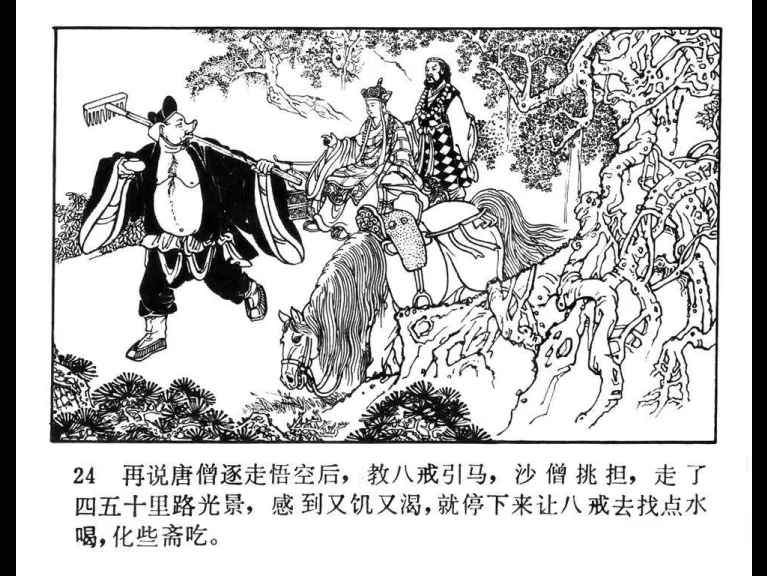 24 再说唐僧逐走悟空后，教八戒引马，沙僧挑担，走了
四五十里路光景，感到又饥又渴，就停下来让八戒去找点水
喝，化些斋吃。